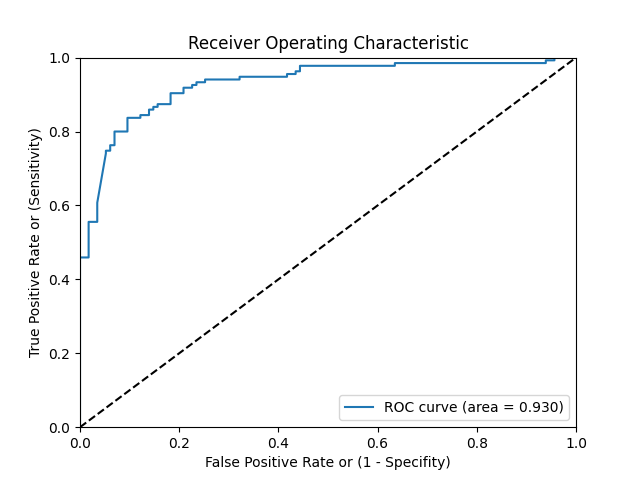 Receiver Operating Characteristic
True Positive Rate or (Sensitivity)
1.0
0.8
0.6
0.4
0.2
0.0
ROC curve (area = 0.930)
0.0 0.2 0.4 0.6 0.8 1.0
False Positive Rate or (1 - Specifity)